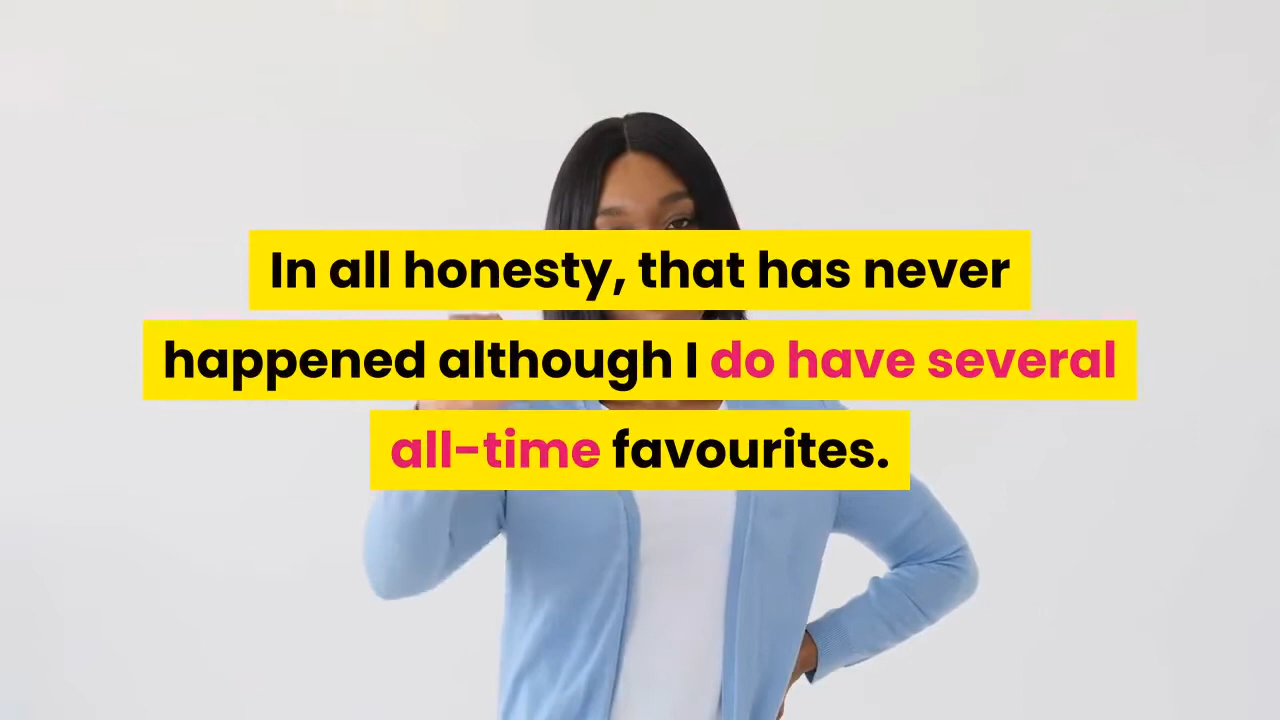 In all honesty, that has never
happened although I do have several
all-time favourites.